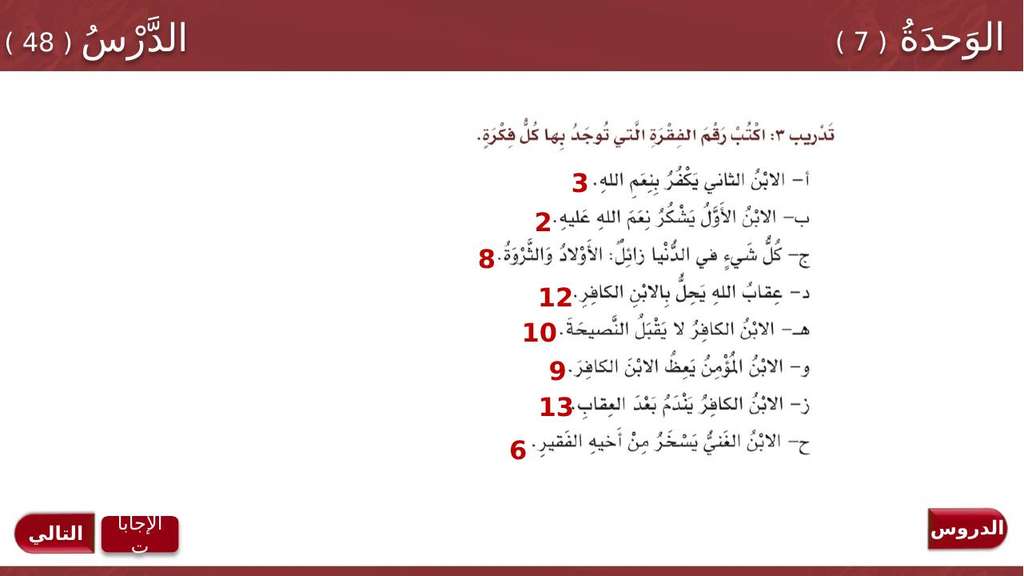 الوَحدَةُ ( 7 )
الدَّرْسُ ( 48 )
تَدْريب ٣: اكْتُبْ رَقْمَ الفِقْرَةِ الَّتي تُوجَدُ بِها كُلُّ فِكْرَةٍ.
أ– الابْنُ الثاني يَكْفُرُ بِنِعَمِ اللهِ. 3
ب– الابْنُ الأَوَّلُ يَشْكُرُ نِعَمَ اللهِ عَليهِ. 2
ج– كُلُّ شَيءٍ في الدُّنْيا زائِلٌ: الأَوْلادُ وَالثَّرْوَةُ. 8
د– عِقابُ اللهِ يَحِلُّ بِالابْنِ الكافِرِ. 12
هـ– الابْنُ الكافِرُ لا يَقْبَلُ النَّصيحَةَ. 10
و– الابْنُ المُؤْمِنُ يَعِظُ الابْنَ الكافِرَ. 9
ز– الابْنُ الكافِرُ يَنْدَمُ بَعْدَ العِقابِ. 13
ح– الابْنُ الغَنيُّ يَسْخَرُ مِنْ أَخيهِ الفَقيرِ. 6
الدروس
الإجابا
ت
التالي